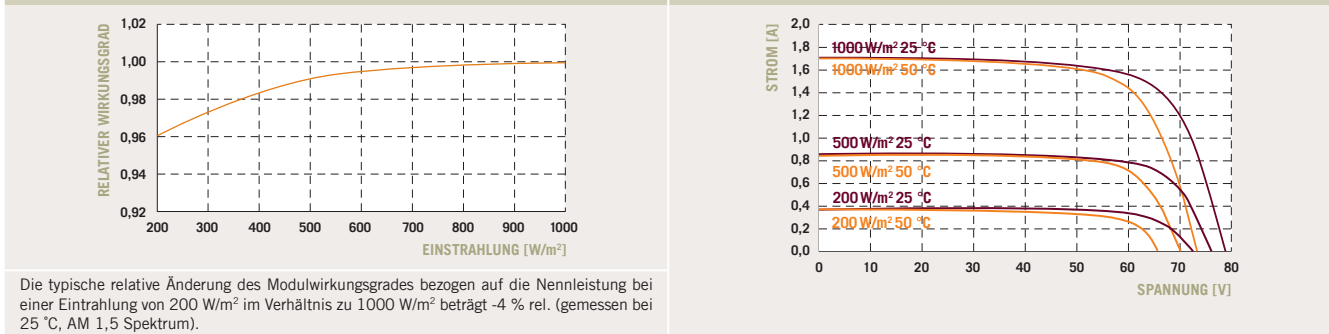 RELATIVER WIRKUNGSGRAD
1,02
1,00
0,98
0,96
0,94
0,92
200 300 400 500 600 700 800 900 1000
EINSTRAHLUNG [W/m²]
Die typische relative Änderung des Modulwirkungsgrades bezogen auf die Nennleistung bei
einer Eintrahlung von 200 W/m² im Verhältnis zu 1000 W/m² beträgt -4 % rel. (gemessen bei
25 °C, AM 1,5 Spektrum).
STROM [A]
2,0
1,8
1,6
1,4
1,2
1,0
0,8
0,6
0,4
0,2
0,0
1000 W/m² 25 °C
1000 W/m² 50 °C
500 W/m² 25 °C
500 W/m² 50 °C
200 W/m² 25 °C
200 W/m² 50 °C
0 10 20 30 40 50 60 70 80
SPANNUNG [V]